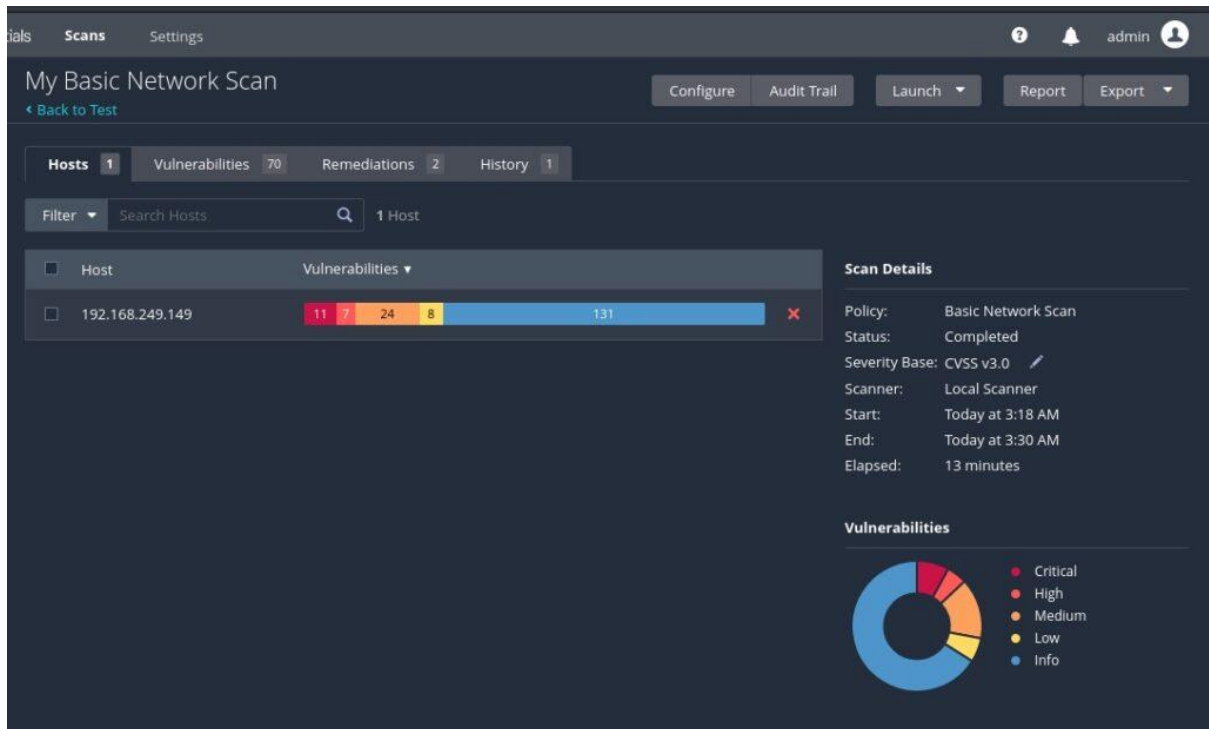 Scans Settings admin
My Basic Network Scan
Configure Audit Trail Launch Report Export
Back to Test
Hosts 1 Vulnerabilities 70 Remediations 2 History 1
Filter Search Hosts 1 Host
Host Vulnerabilities
192.168.249.149 11 7 24 8 131
Scan Details
Policy: Basic Network Scan
Status: Completed
Severity Base: CVSS v3.0
Scanner: Local Scanner
Start: Today at 3:18 AM
End: Today at 3:30 AM
Elapsed: 13 minutes
Vulnerabilities
Critical
High
Medium
Low
Info